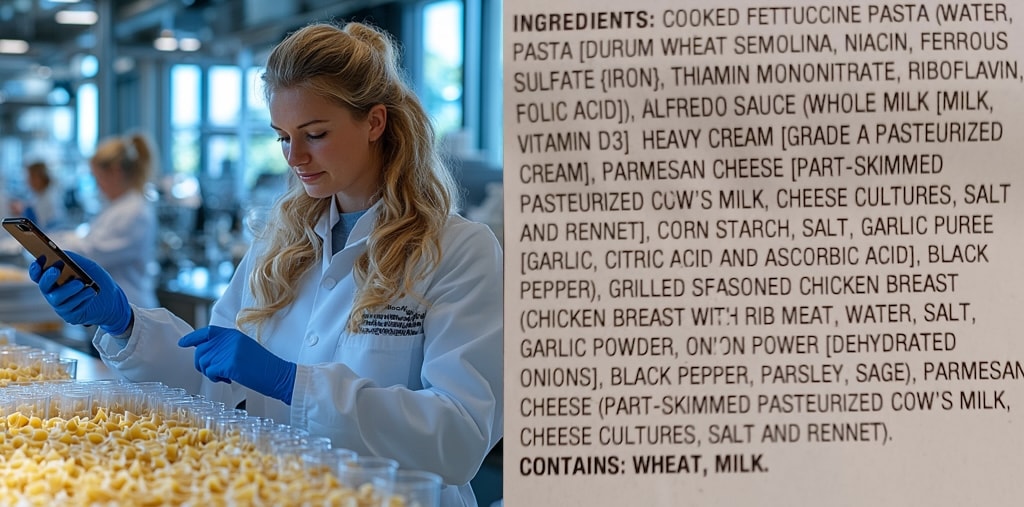 INGREDIENTS: COOKED FETTUCCINE PASTA (WATER,
PASTA [DURUM WHEAT SEMOLINA, NIACIN, FERROUS
SULFATE {IRON}, THIAMIN MONONITRATE, RIBOFLAVIN,
FOLIC ACID]), ALFREDO SAUCE (WHOLE MILK [MILK,
VITAMIN D3] HEAVY CREAM [GRADE A PASTEURIZED
CREAM], PARMESAN CHEESE [PART-SKIMMED
PASTEURIZED COW'S MILK, CHEESE CULTURES, SALT
AND RENNET], CORN STARCH, SALT, GARLIC PUREE
[GARLIC, CITRIC ACID AND ASCORBIC ACID], BLACK
PEPPER), GRILLED SEASONED CHICKEN BREAST
(CHICKEN BREAST WITH RIB MEAT, WATER, SALT,
GARLIC POWDER, ONION POWER [DEHYDRATED
ONIONS], BLACK PEPPER, PARSLEY, SAGE), PARMESAN
CHEESE (PART-SKIMMED PASTEURIZED COW'S MILK,
CHEESE CULTURES, SALT AND RENNET).
CONTAINS: WHEAT, MILK.